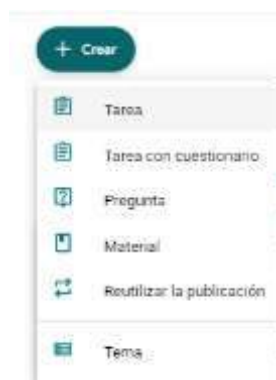 + Crear
Tarea
Tarea con cuestionario
Pregunta
Material
Reutilizar la publicación
Tema